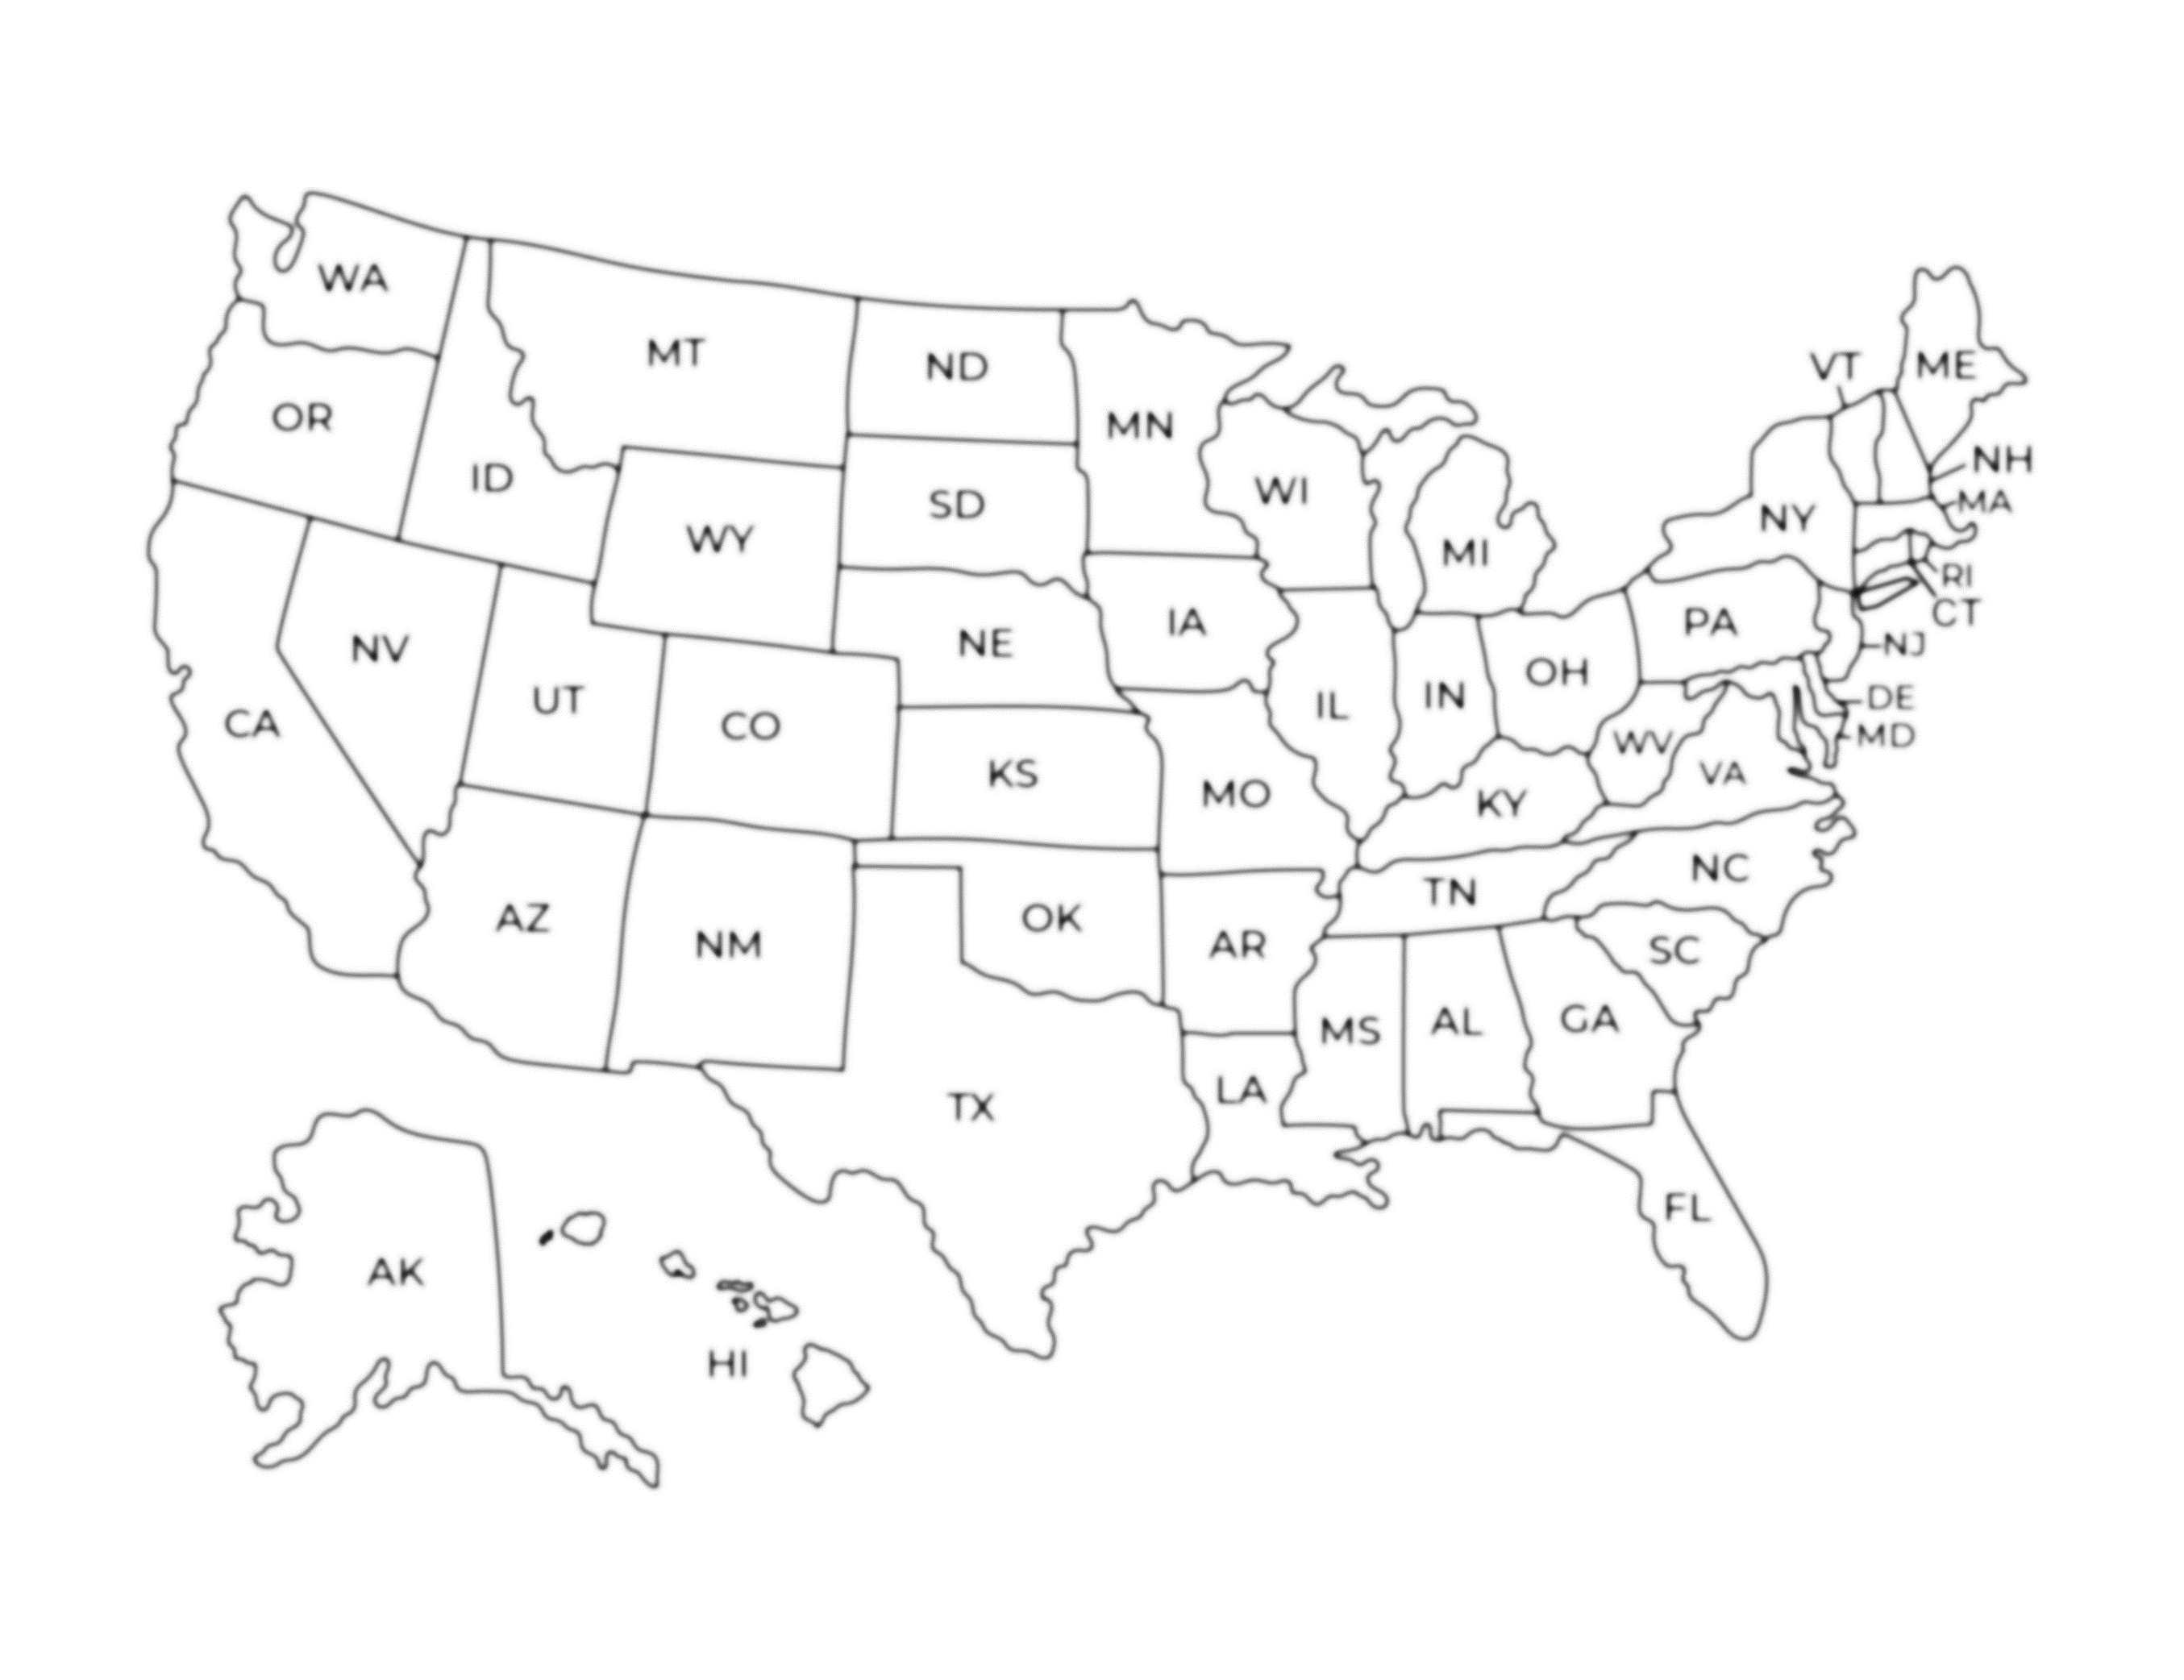 WA
MT
ND
VT
ME
OR
MN
ID
NH
WI
SD
MA
NY
WY
MI
RI
CT
IA
PA
NE
NJ
NV
OH
UT
IN
DE
IL
CA
CO
MD
WV
KS
VA
MO
KY
NC
TN
AZ
OK
NM
AR
SC
GA
AL
MS
LA
TX
FL
AK
HI